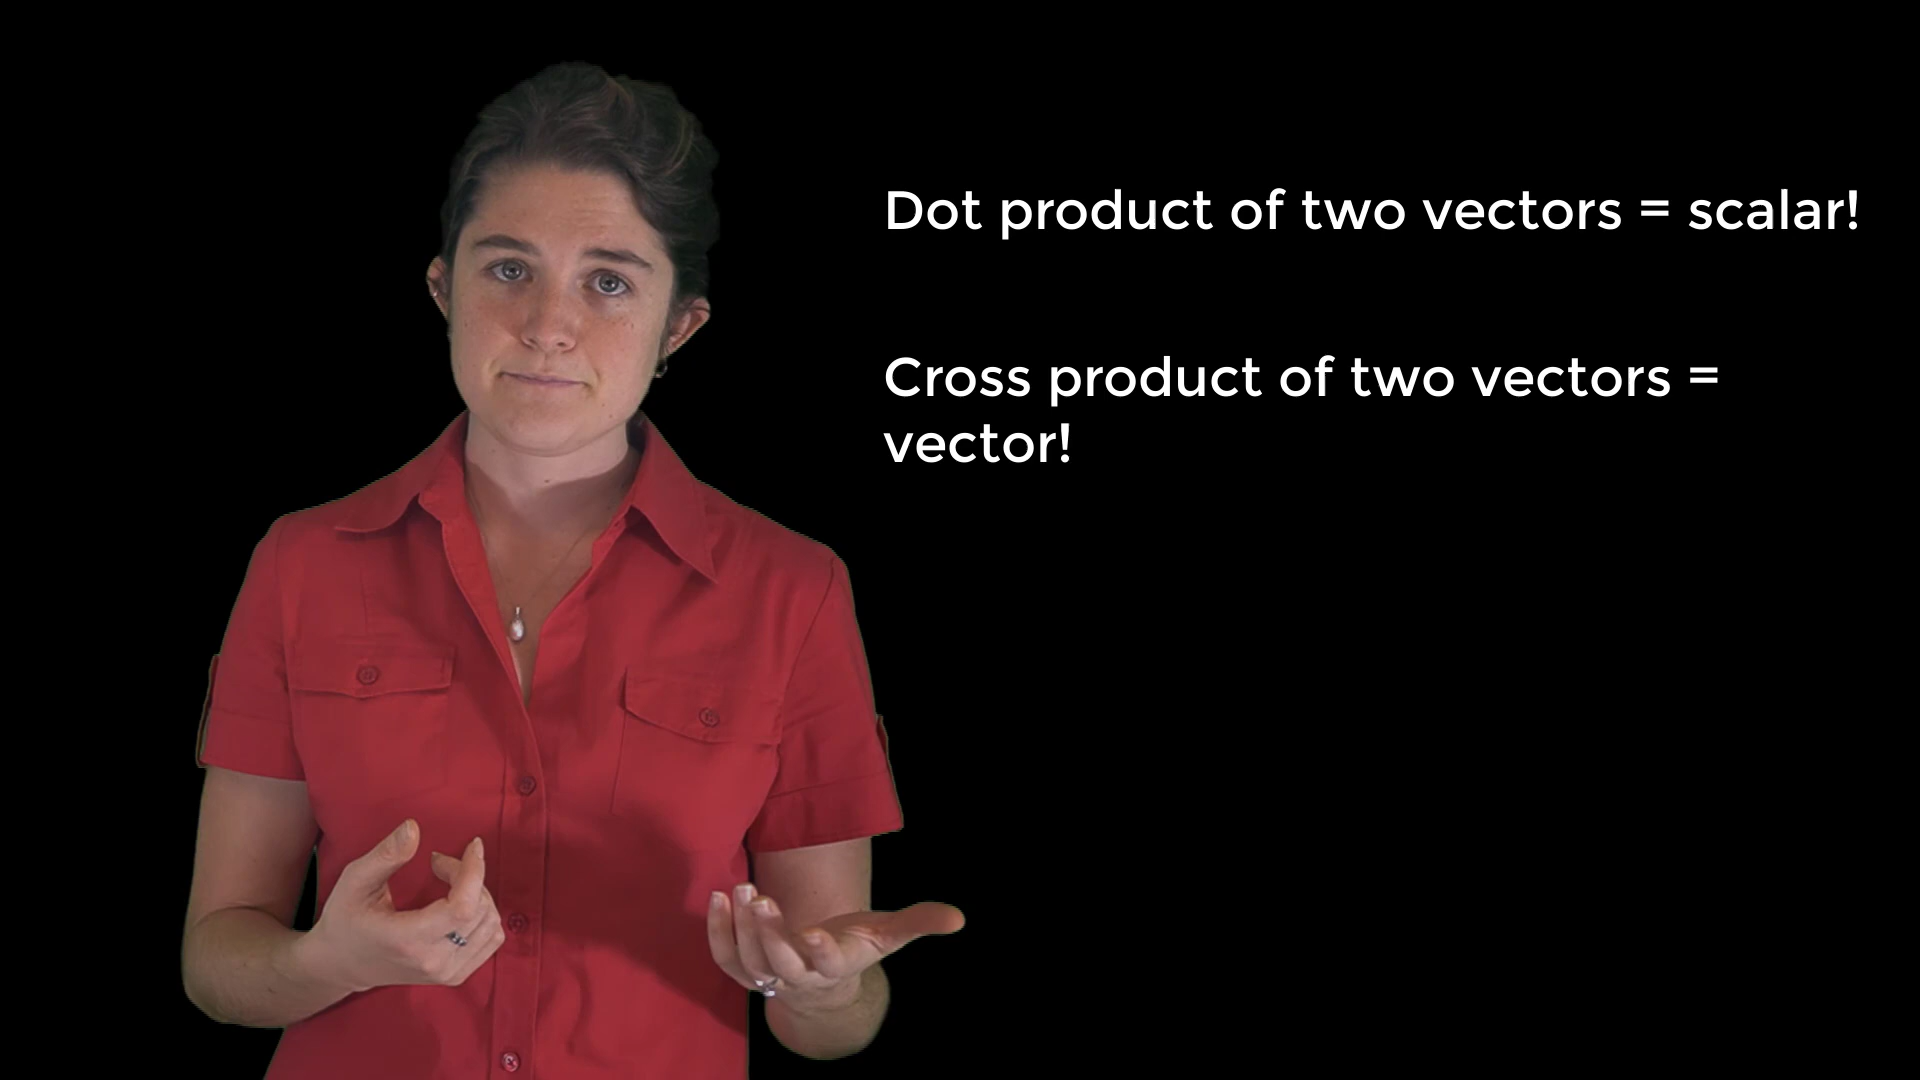 Dot product of two vectors = scalar!
Cross product of two vectors =
vector!